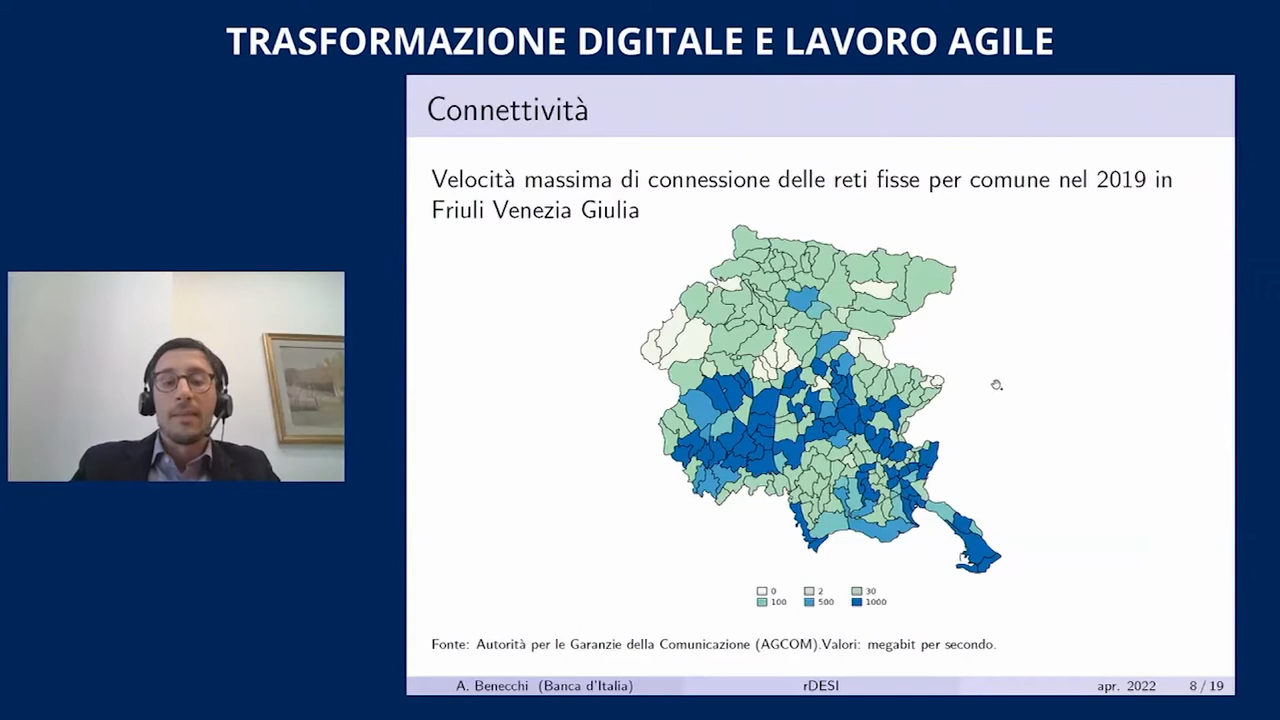 TRASFORMAZIONE DIGITALE E LAVORO AGILE
Connettività
Velocità massima di connessione delle reti fisse per comune nel 2019 in
Friuli Venezia Giulia
0 2 30
100 500 1000
Fonte: Autorità per le Garanzie della Comunicazione (AGCOM).Valori: megabit per secondo.
A. Benecchi (Banca d'Italia) rDESI apr. 2022 8 / 19